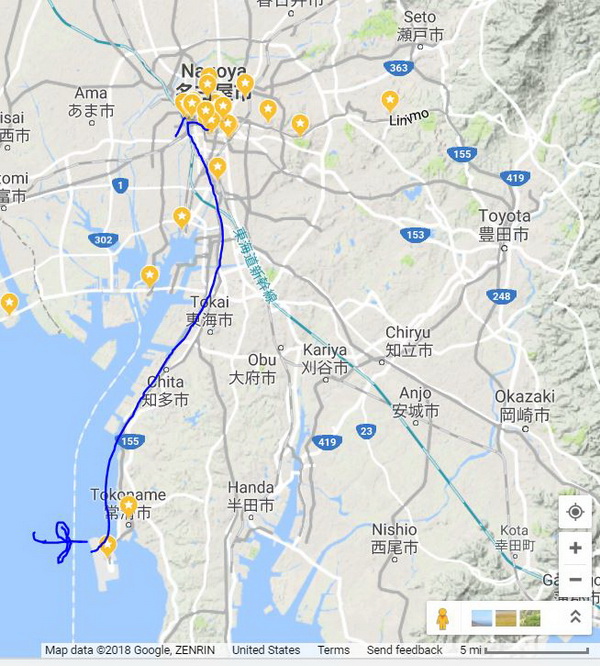 春日井市
Seto
瀬戸市
Nagoya
名古屋市
363
Ama
あま市
Linimo
isai
西市
155
419
tomi
富市
1
Toyota
豊田市
153
302
東海道新幹線
248
Tokai
東海市
Chiryu
知立市
Obu
大府市
Kariya
刈谷市
Chita
知多市
Anjo
安城市
Okazaki
岡崎市
155
23
419
Tokoname
常滑市
Handa
半田市
Nishio
西尾市
Kota
幸田町
Map data ©2018 Google, ZENRIN United States Terms Send feedback 5 mi